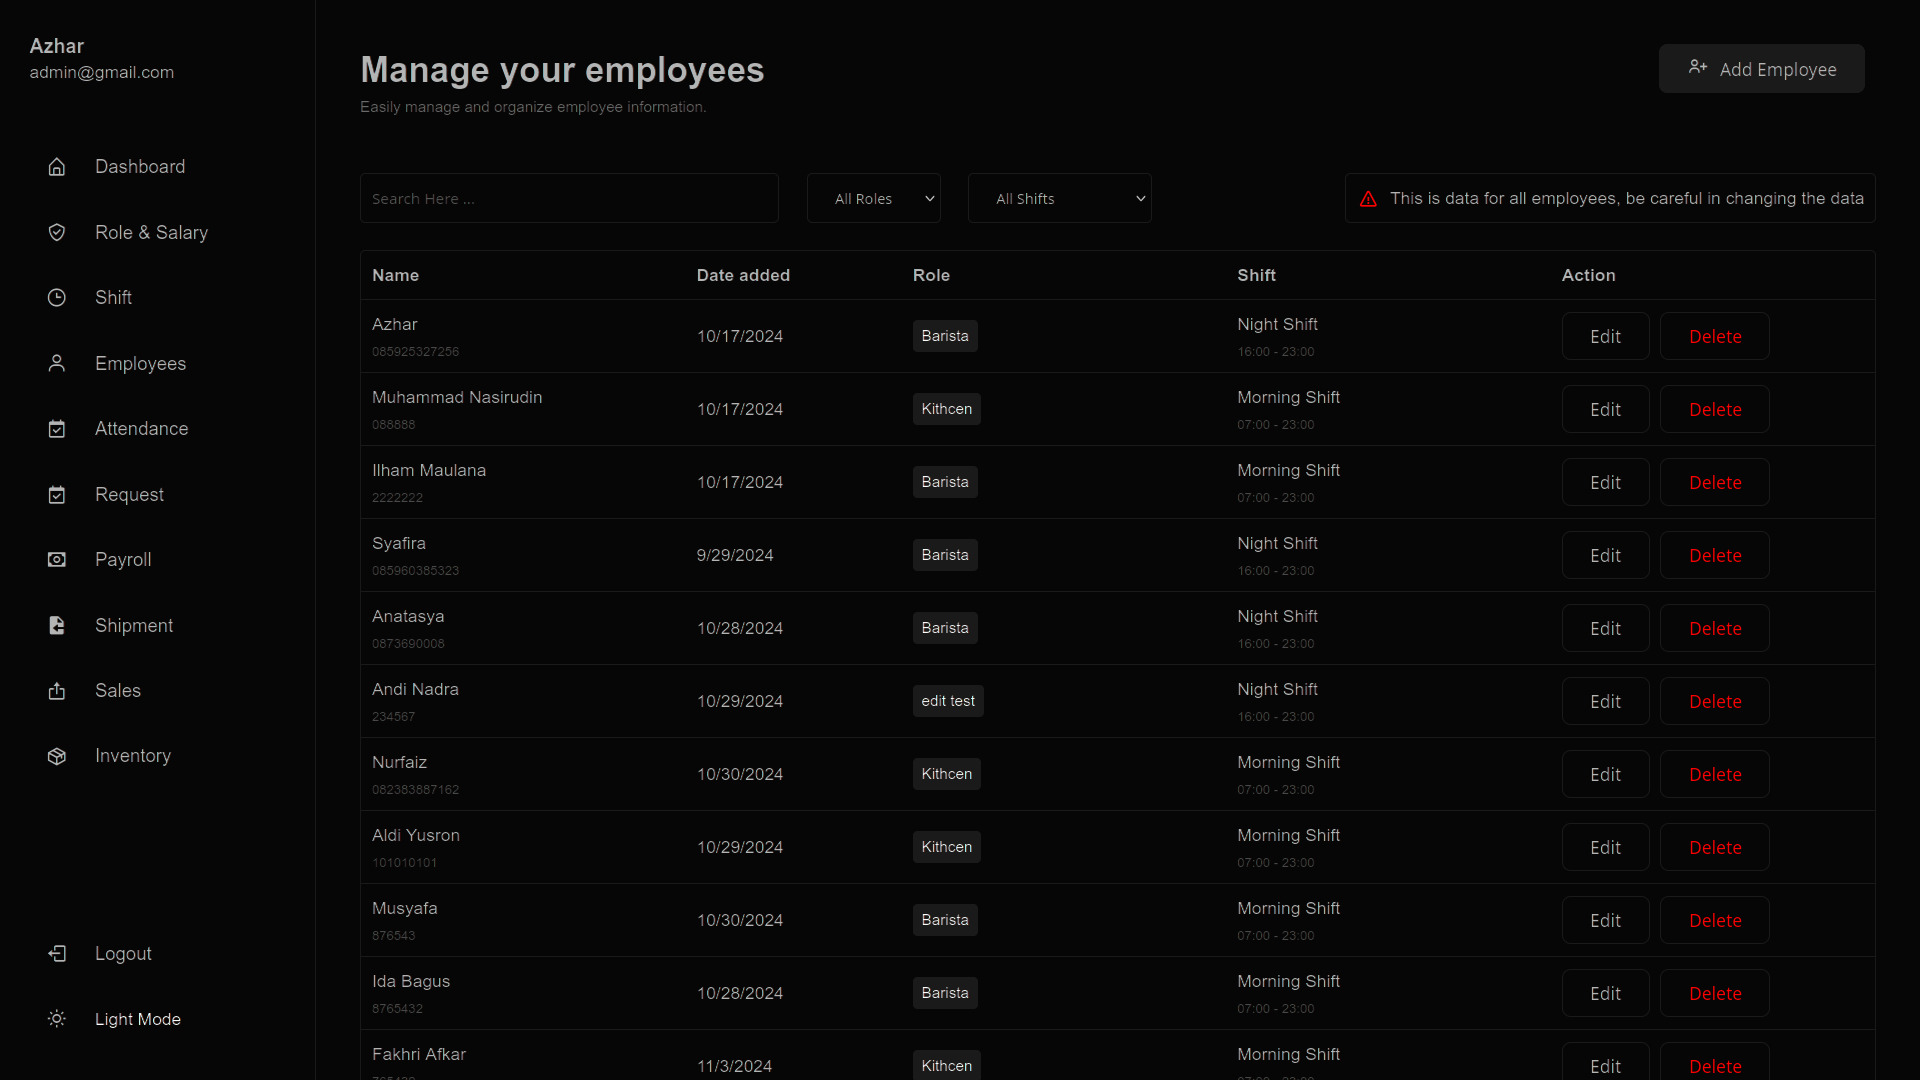 Azhar
admin@gmail.com
Dashboard
Role & Salary
Shift
Employees
Attendance
Request
Payroll
Shipment
Sales
Inventory
Logout
Light Mode
Manage your employees
Easily manage and organize employee information.
Add Employee
Search Here ...
All Roles
All Shifts
This is data for all employees, be careful in changing the data
Name Date added Role Shift Action
Azhar
085925327256
10/17/2024
Barista
Night Shift
16:00 - 23:00
Edit Delete
Muhammad Nasirudin
088888
10/17/2024
Kithcen
Morning Shift
07:00 - 23:00
Edit Delete
Ilham Maulana
2222222
10/17/2024
Barista
Morning Shift
07:00 - 23:00
Edit Delete
Syafira
085960385323
9/29/2024
Barista
Night Shift
16:00 - 23:00
Edit Delete
Anatasya
0873690008
10/28/2024
Barista
Night Shift
16:00 - 23:00
Edit Delete
Andi Nadra
234567
10/29/2024
edit test
Night Shift
16:00 - 23:00
Edit Delete
Nurfaiz
082383887162
10/30/2024
Kithcen
Morning Shift
07:00 - 23:00
Edit Delete
Aldi Yusron
101010101
10/29/2024
Kithcen
Morning Shift
07:00 - 23:00
Edit Delete
Musyafa
876543
10/30/2024
Barista
Morning Shift
07:00 - 23:00
Edit Delete
Ida Bagus
8765432
10/28/2024
Barista
Morning Shift
07:00 - 23:00
Edit Delete
Fakhri Afkar
11/3/2024
Kithcen
Morning Shift
Edit Delete